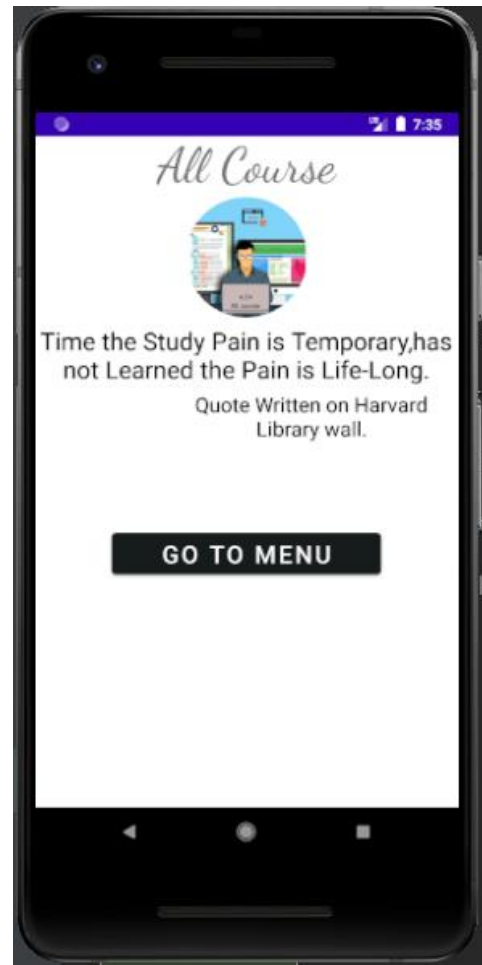 7:35
All Course
Time the Study Pain is Temporary,has
not Learned the Pain is Life-Long.
Quote Written on Harvard
Library wall.
GO TO MENU